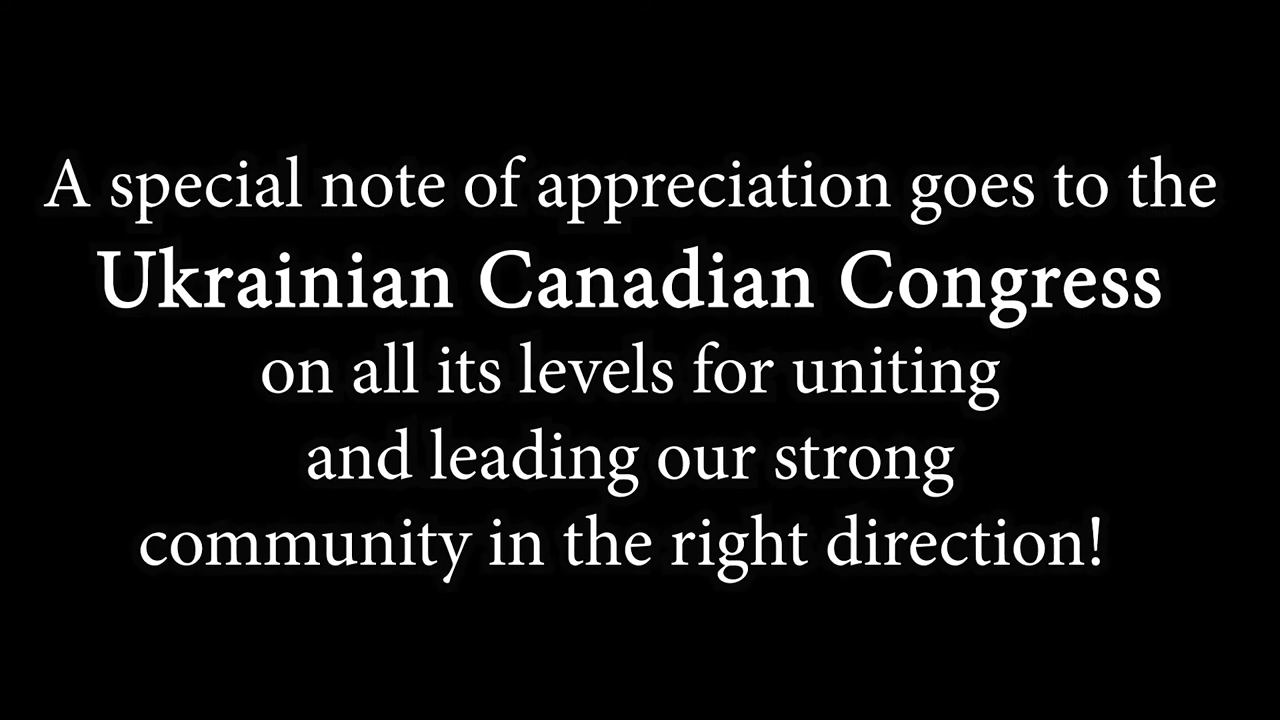 A special note of appreciation goes to the
Ukrainian Canadian Congress
on all its levels for uniting
and leading our strong
community in the right direction!